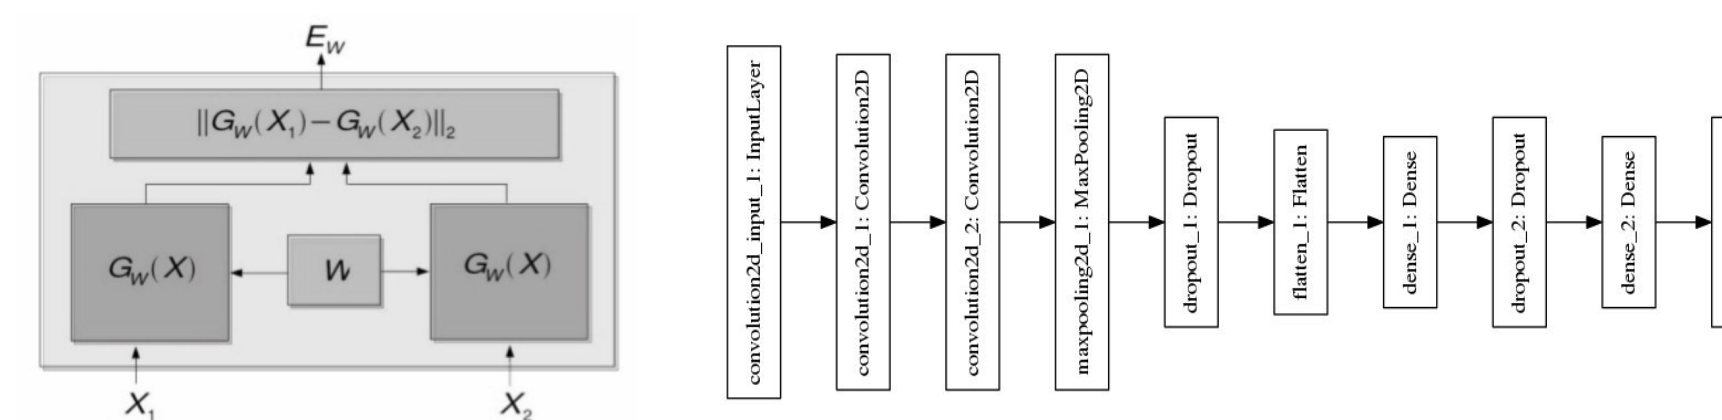 E_W
||G_W(X_1)−G_W(X_2)||_2
G_W(X)
W
G_W(X)
X_1
X_2
convolution2d_input_1: InputLayer
convolution2d_1: Convolution2D
convolution2d_2: Convolution2D
maxpooling2d_1: MaxPooling2D
dropout_1: Dropout
flatten_1: Flatten
dense_1: Dense
dropout_2: Dropout
dense_2: Dense